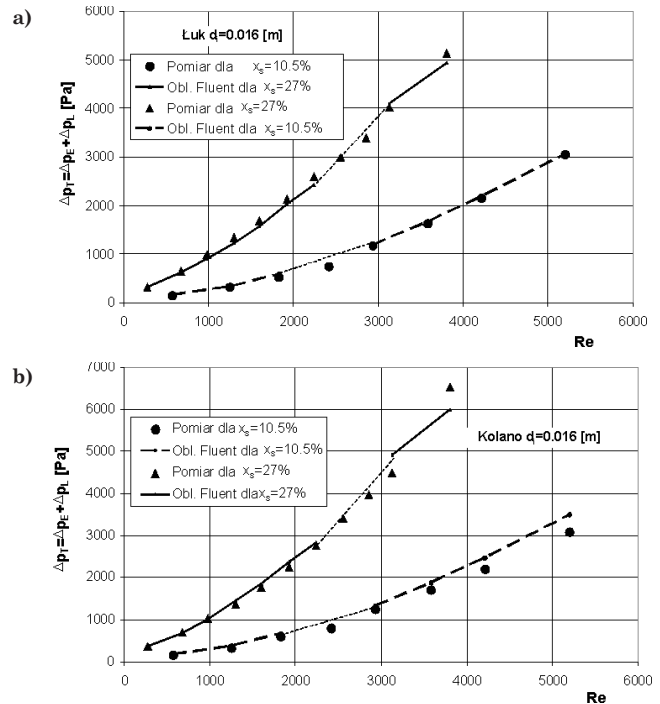 a)
Łuk dᵢ=0.016 [m]
Pomiar dla xₛ=10.5%
Obl. Fluent dla xₛ=27%
Pomiar dla xₛ=27%
Obl. Fluent dla xₛ=10.5%
ΔpT=ΔpE+ΔpL [Pa]
6000
5000
4000
3000
2000
1000
0
0 1000 2000 3000 4000 5000 6000
Re
b)
Kolano dᵢ=0.016 [m]
Pomiar dla xₛ=10.5%
Obl. Fluent dla xₛ=10.5%
Pomiar dla xₛ=27%
Obl. Fluent dla xₛ=27%
ΔpT=ΔpE+ΔpL [Pa]
7000
6000
5000
4000
3000
2000
1000
0
0 1000 2000 3000 4000 5000 6000
Re